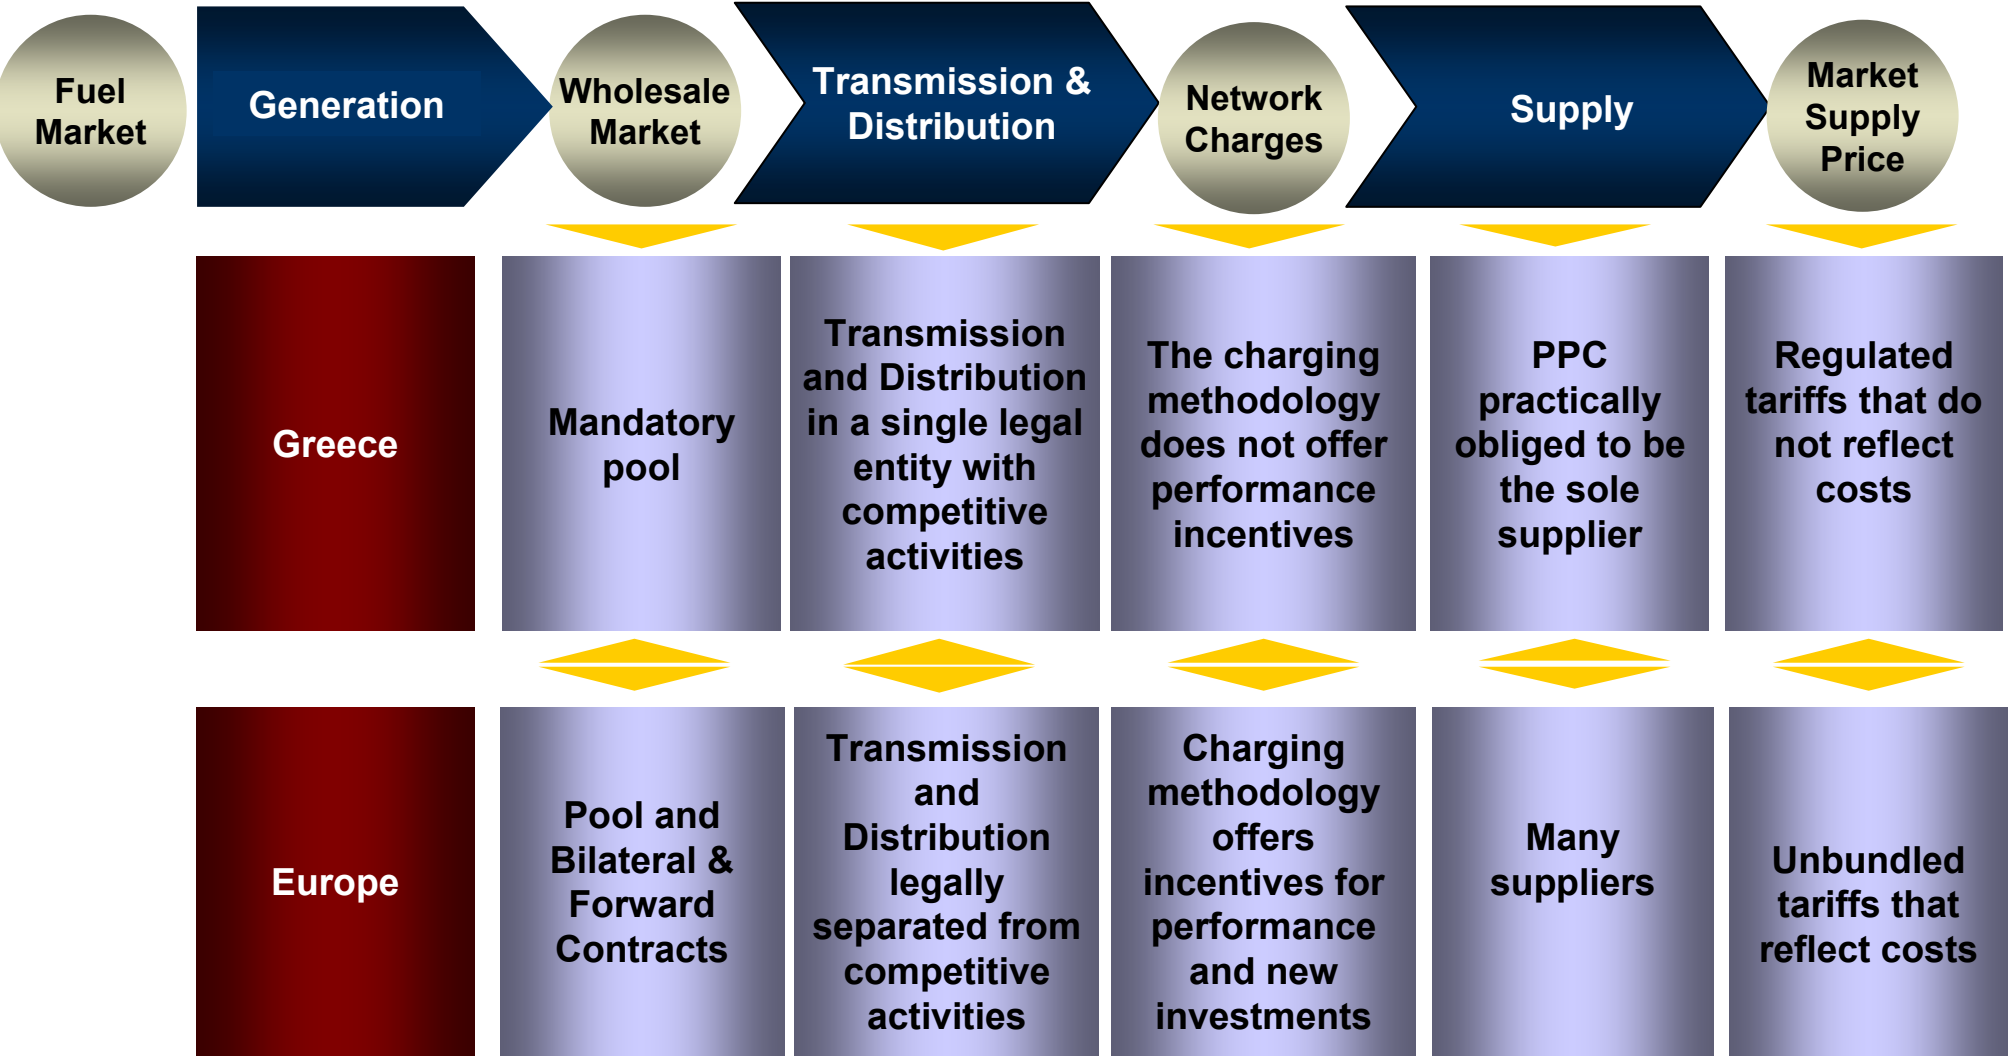 Fuel
Market
Generation
Wholesale
Market
Transmission &
Distribution
Network
Charges
Supply
Market
Supply
Price
Greece
Mandatory
pool
Transmission
and Distribution
in a single legal
entity with
competitive
activities
The charging
methodology
does not offer
performance
incentives
PPC
practically
obliged to be
the sole
supplier
Regulated
tariffs that do
not reflect
costs
Europe
Pool and
Bilateral &
Forward
Contracts
Transmission
and
Distribution
legally
separated from
competitive
activities
Charging
methodology
offers
incentives for
performance
and new
investments
Many
suppliers
Unbundled
tariffs that
reflect costs